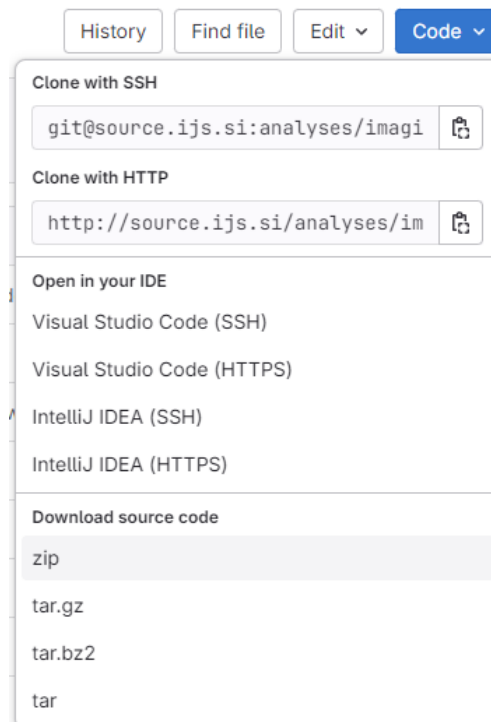 History
Find file
Edit
Code
Clone with SSH
git@source.ijs.si:analyses/imagi
Clone with HTTP
http://source.ijs.si/analyses/im
Open in your IDE
Visual Studio Code (SSH)
Visual Studio Code (HTTPS)
IntelliJ IDEA (SSH)
IntelliJ IDEA (HTTPS)
Download source code
zip
tar.gz
tar.bz2
tar